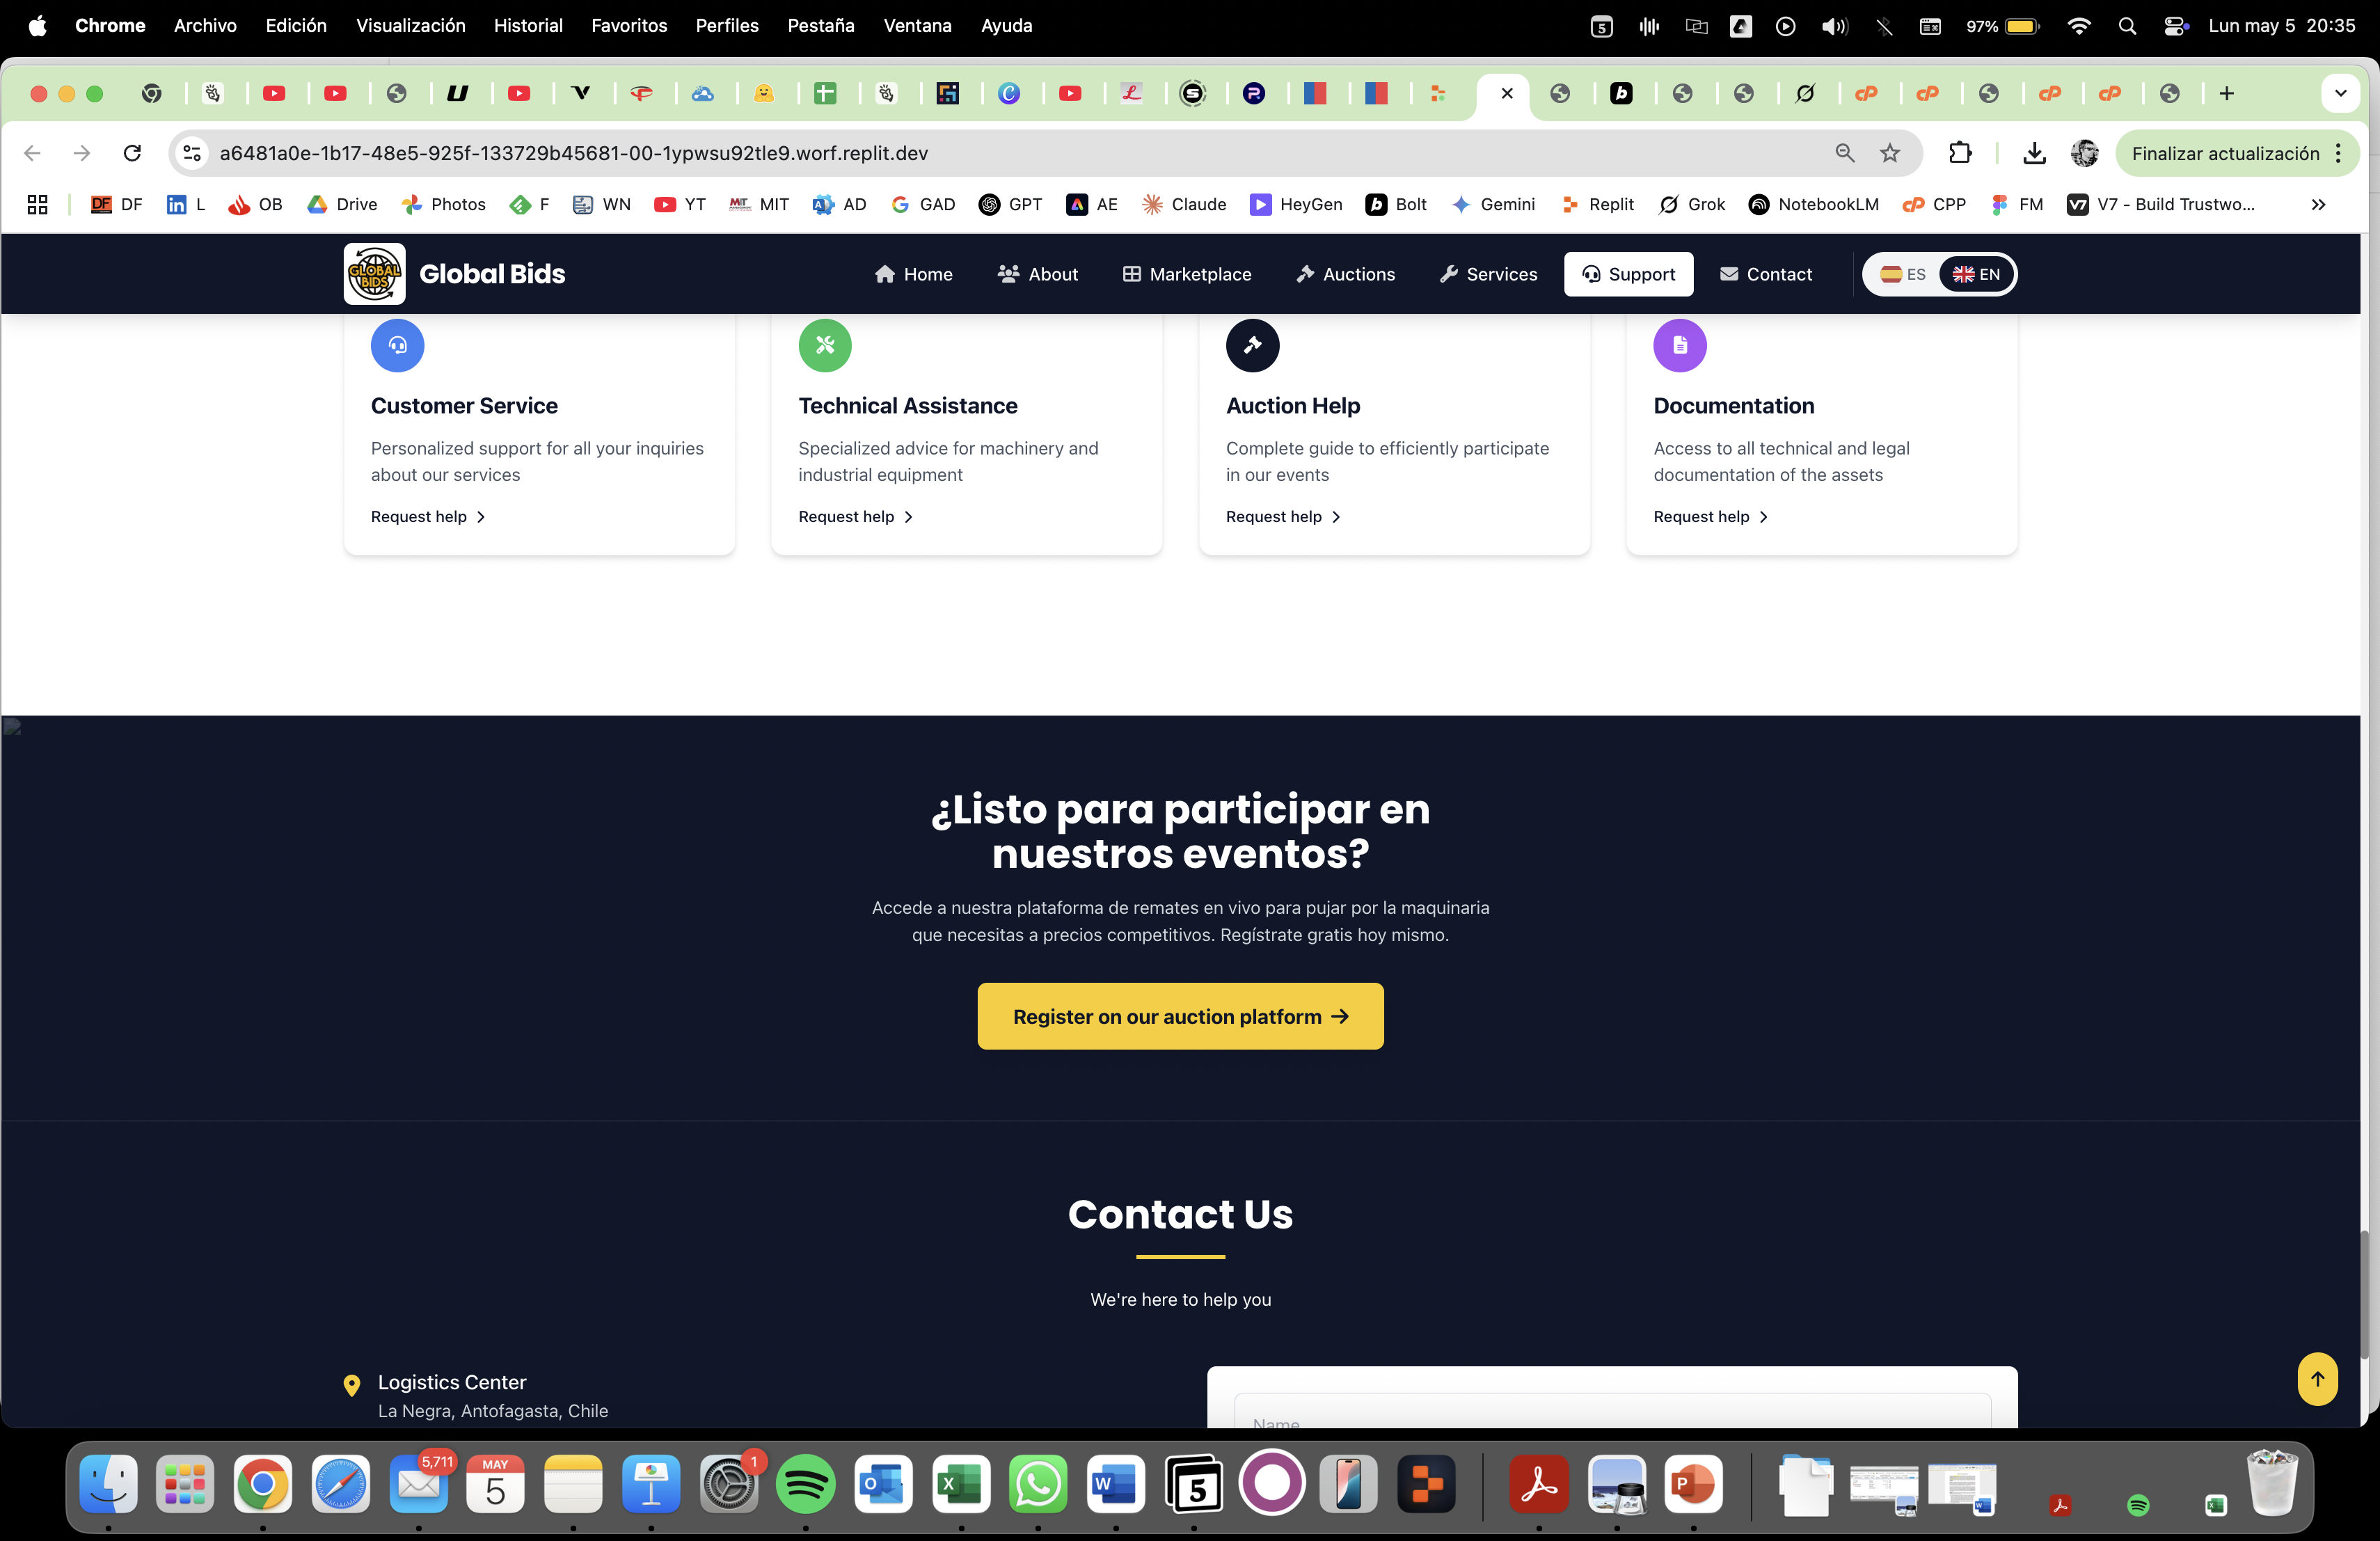 Chrome Archivo Edición Visualización Historial Favoritos Perfiles Pestaña Ventana Ayuda 5 97% Lun may 5 20:35
a6481a0e-1b17-48e5-925f-133729b45681-00-1ypwsu92tle9.worf.replit.dev Finalizar actualización
DF DF in L OB Drive Photos F WN YT MIT MIT AD GAD GPT AE Claude HeyGen b Bolt Gemini Replit Grok NotebookLM CPP FM V7 V7 - Build Trustwo...
GLOBAL BIDS Global Bids Home About Marketplace Auctions Services Support Contact ES EN
Customer Service
Personalized support for all your inquiries
about our services
Request help
Technical Assistance
Specialized advice for machinery and
industrial equipment
Request help
Auction Help
Complete guide to efficiently participate
in our events
Request help
Documentation
Access to all technical and legal
documentation of the assets
Request help
¿Listo para participar en
nuestros eventos?
Accede a nuestra plataforma de remates en vivo para pujar por la maquinaria
que necesitas a precios competitivos. Regístrate gratis hoy mismo.
Register on our auction platform →
Contact Us
We're here to help you
Logistics Center
La Negra, Antofagasta, Chile
Name
5,711 MAY 5 1 O X W 5 P